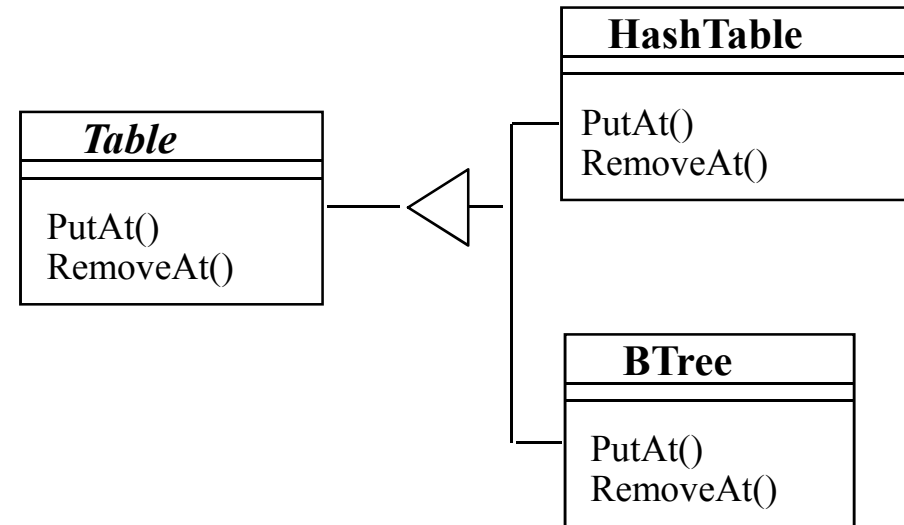 Table
PutAt()
RemoveAt()
HashTable
PutAt()
RemoveAt()
BTree
PutAt()
RemoveAt()